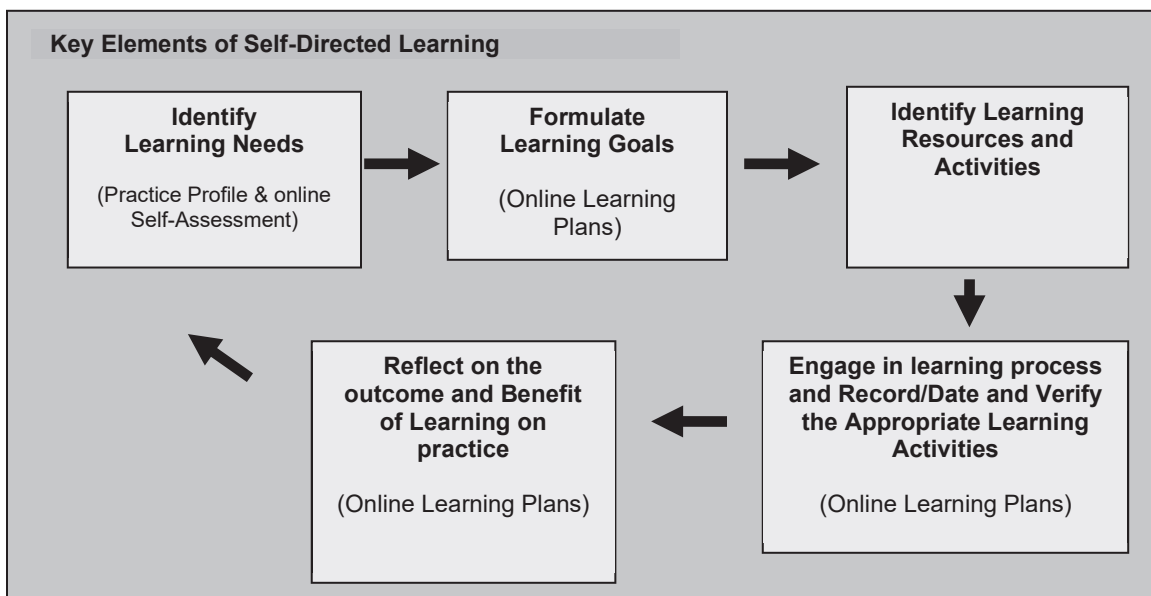 Key Elements of Self-Directed Learning
Identify
Learning Needs
(Practice Profile & online
Self-Assessment)
Formulate
Learning Goals
(Online Learning
Plans)
Identify Learning
Resources and
Activities
Engage in learning process
and Record/Date and Verify
the Appropriate Learning
Activities
(Online Learning Plans)
Reflect on the
outcome and Benefit
of Learning on
practice
(Online Learning Plans)